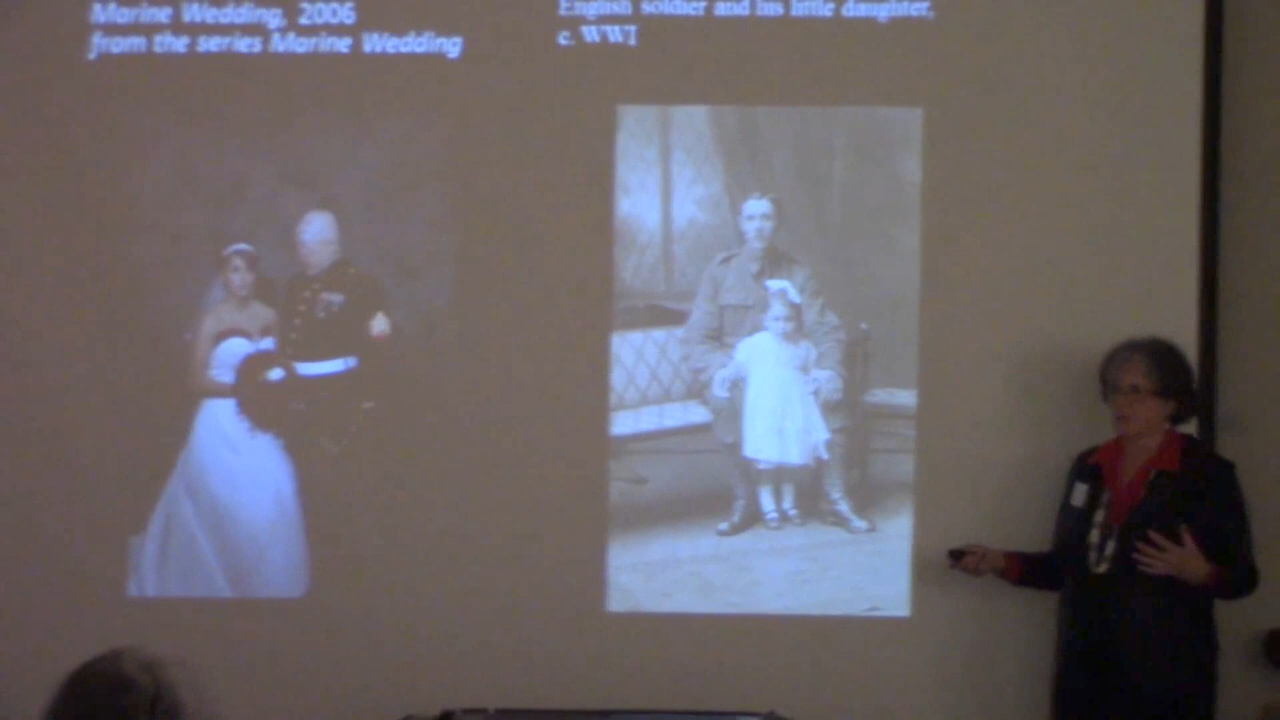 Marine Wedding, 2006
from the series Marine Wedding
English soldier and his little daughter,
c. WWI